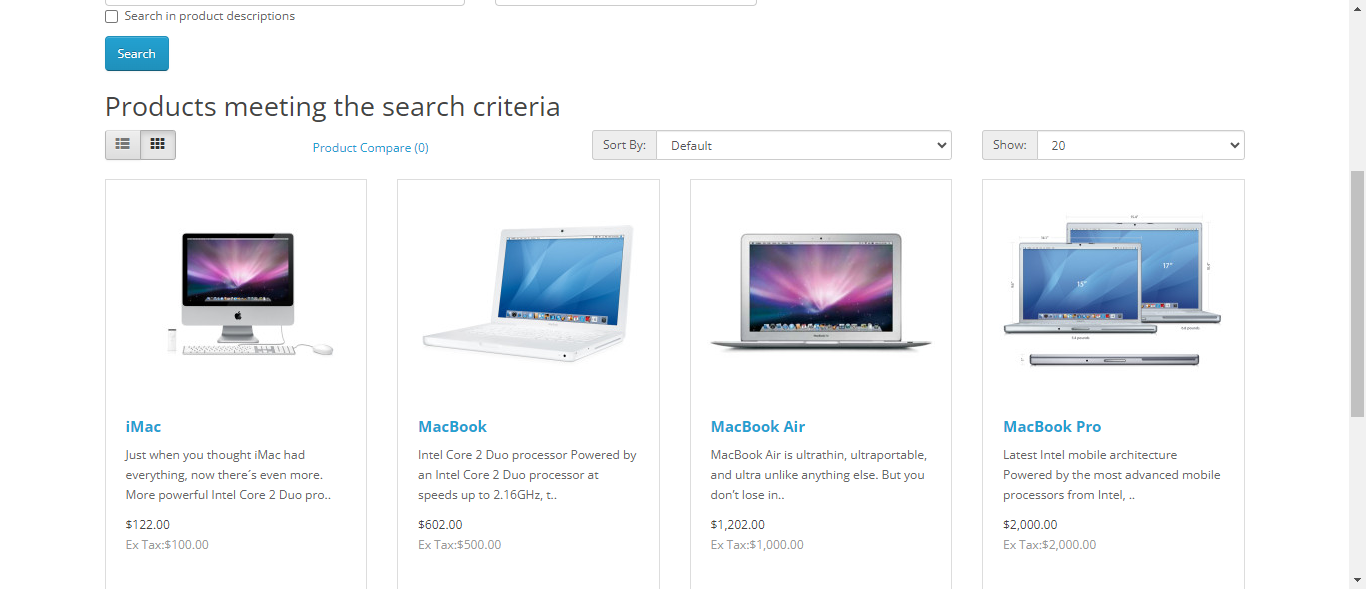 Search in product descriptions
Search
Products meeting the search criteria
Product Compare (0)
Sort By:
Default
Show:
20
iMac
Just when you thought iMac had
everything, now there´s even more.
More powerful Intel Core 2 Duo pro..
$122.00
Ex Tax:$100.00
MacBook
Intel Core 2 Duo processor Powered by
an Intel Core 2 Duo processor at
speeds up to 2.16GHz, t..
$602.00
Ex Tax:$500.00
MacBook Air
MacBook Air is ultrathin, ultraportable,
and ultra unlike anything else. But you
don't lose in..
$1,202.00
Ex Tax:$1,000.00
17"
15"
MacBook Pro
Latest Intel mobile architecture
Powered by the most advanced mobile
processors from Intel, ..
$2,000.00
Ex Tax:$2,000.00